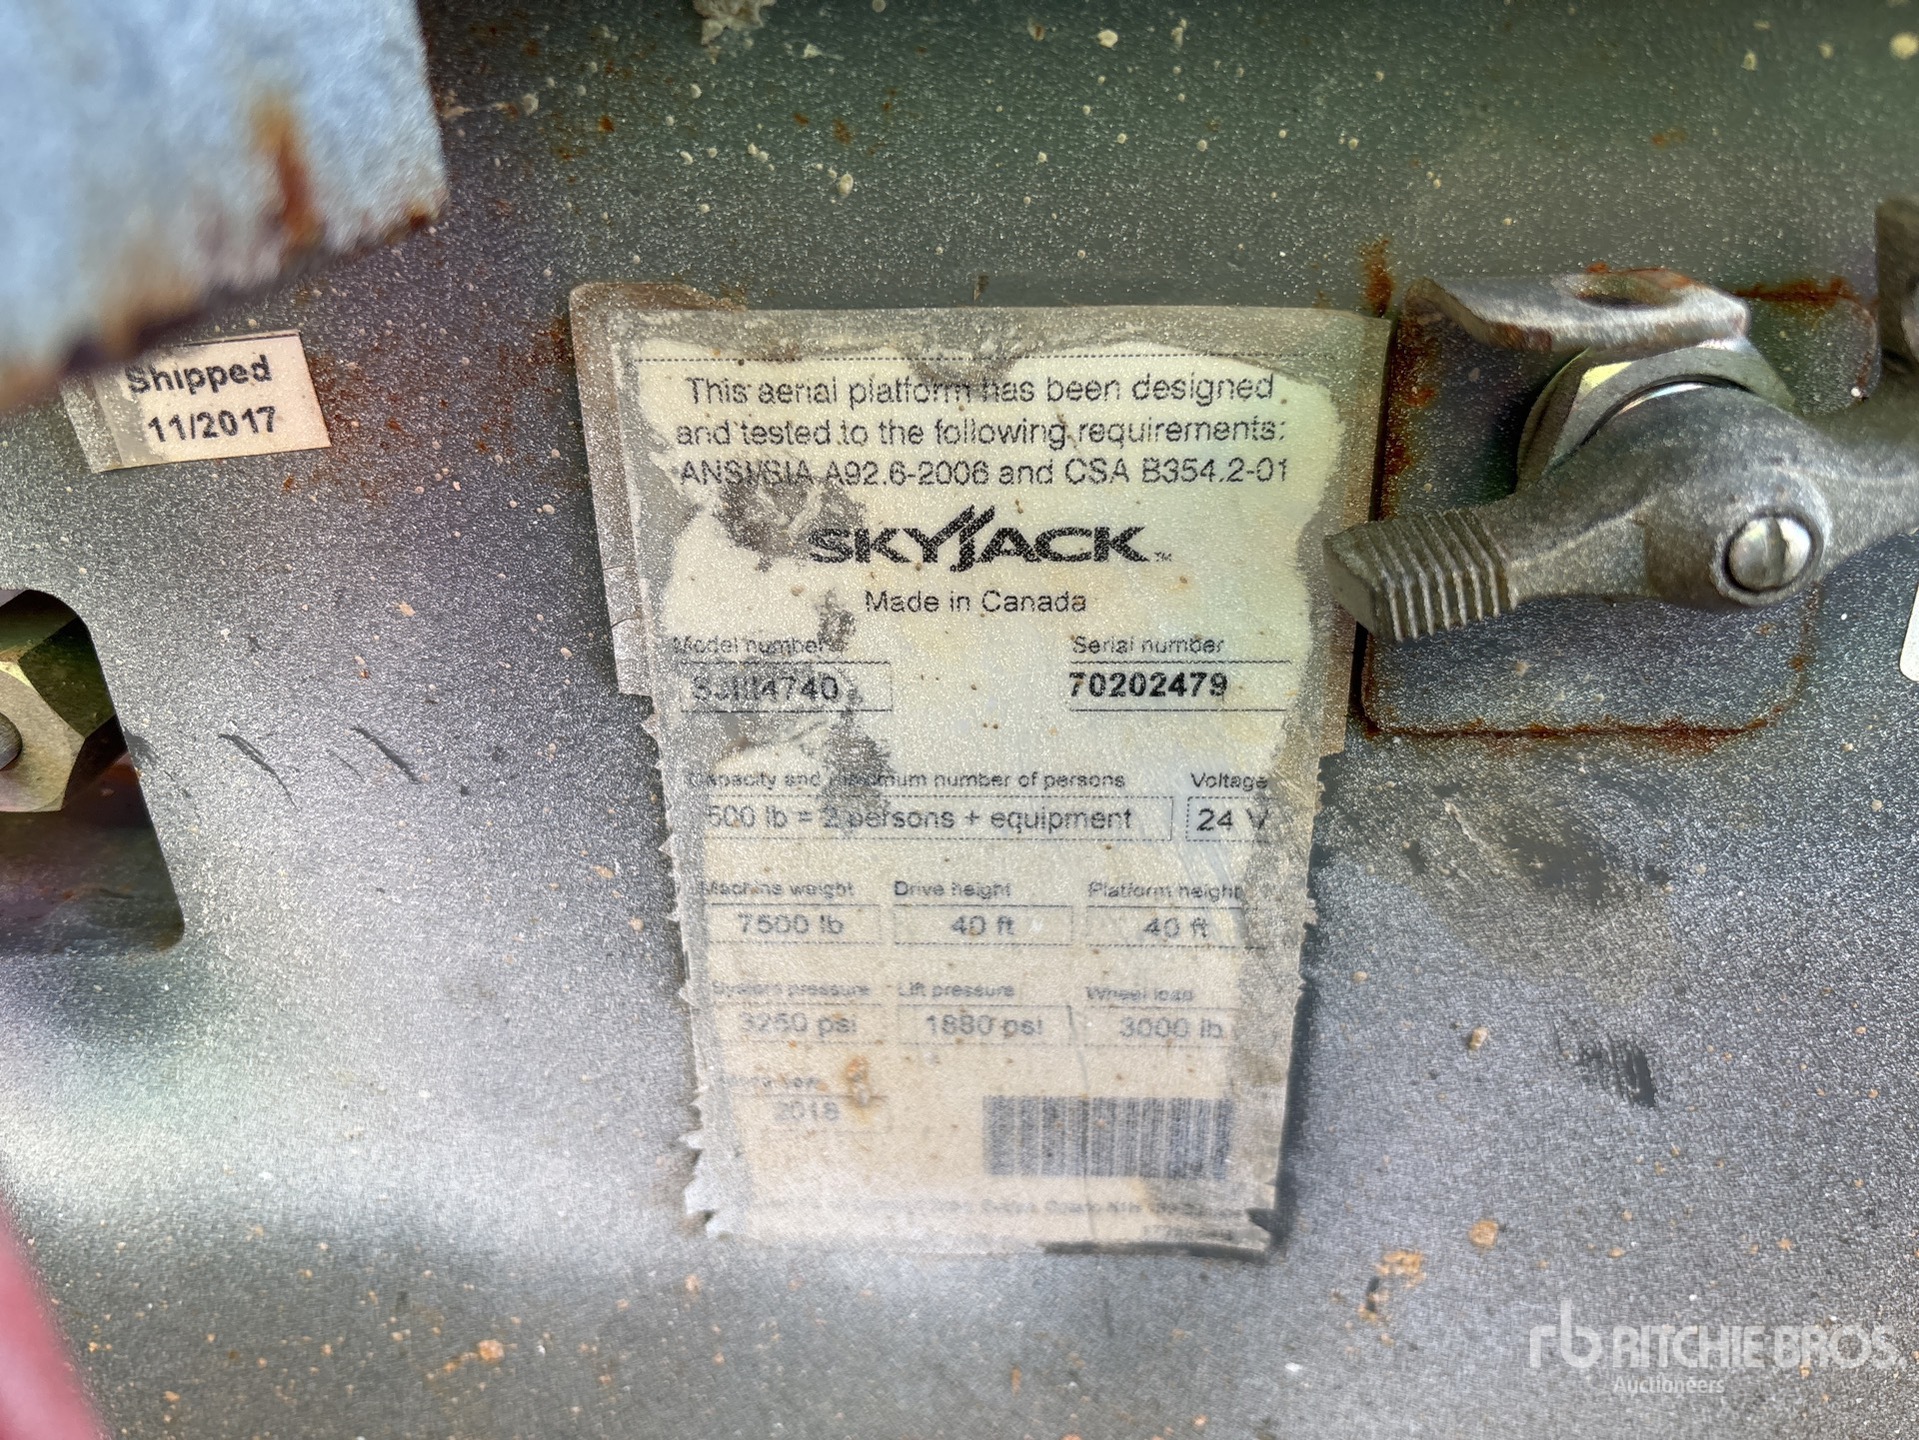 Shipped
11/2017
This aerial platform has been designed
and tested to the following requirements:
ANSI/SIA A92.6-2006 and CSA B354.2-01
SKYJACK™
Made in Canada
Model number Serial number
SJIII4740 70202479
Capacity and maximum number of persons Voltage
500 lb = 2 persons + equipment 24 V
Machine weight Drive height Platform height
7500 lb 40 ft 40 ft
System pressure Lift pressure Wheel load
3250 psi 1880 psi 3000 lb
2018
rb RITCHIE BROS.
Auctioneers